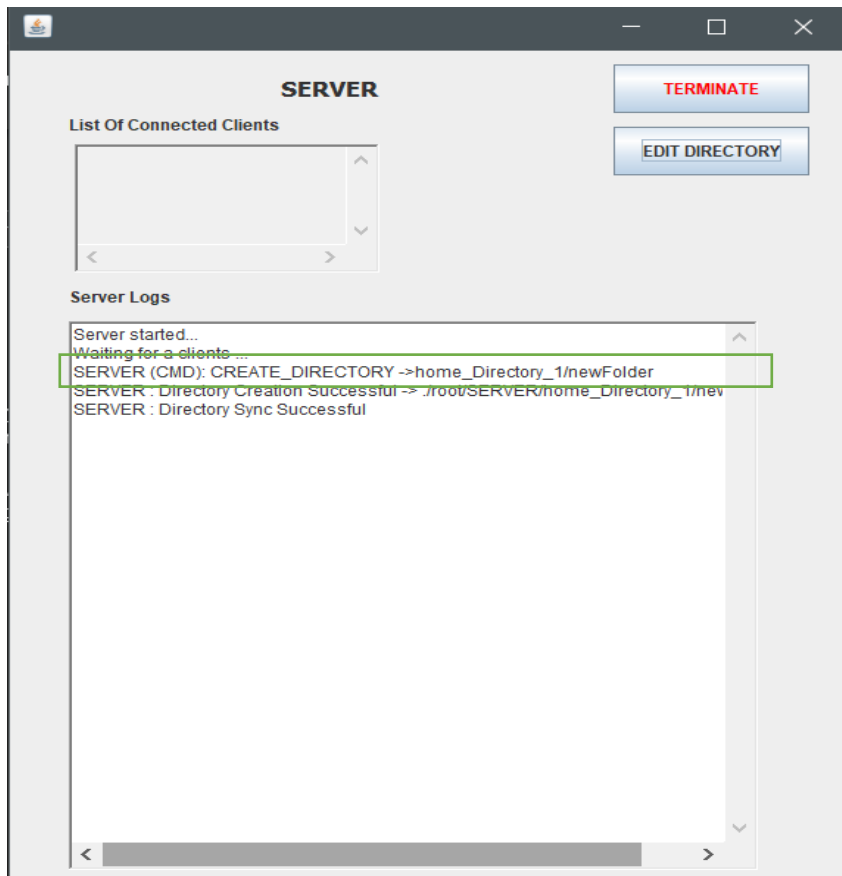 SERVER
TERMINATE
List Of Connected Clients
EDIT DIRECTORY
Server Logs
Server started...
Waiting for a clients ...
SERVER (CMD): CREATE_DIRECTORY ->home_Directory_1/newFolder
SERVER : Directory Creation Successful -> ./root/SERVER/home_Directory_1/nev
SERVER : Directory Sync Successful